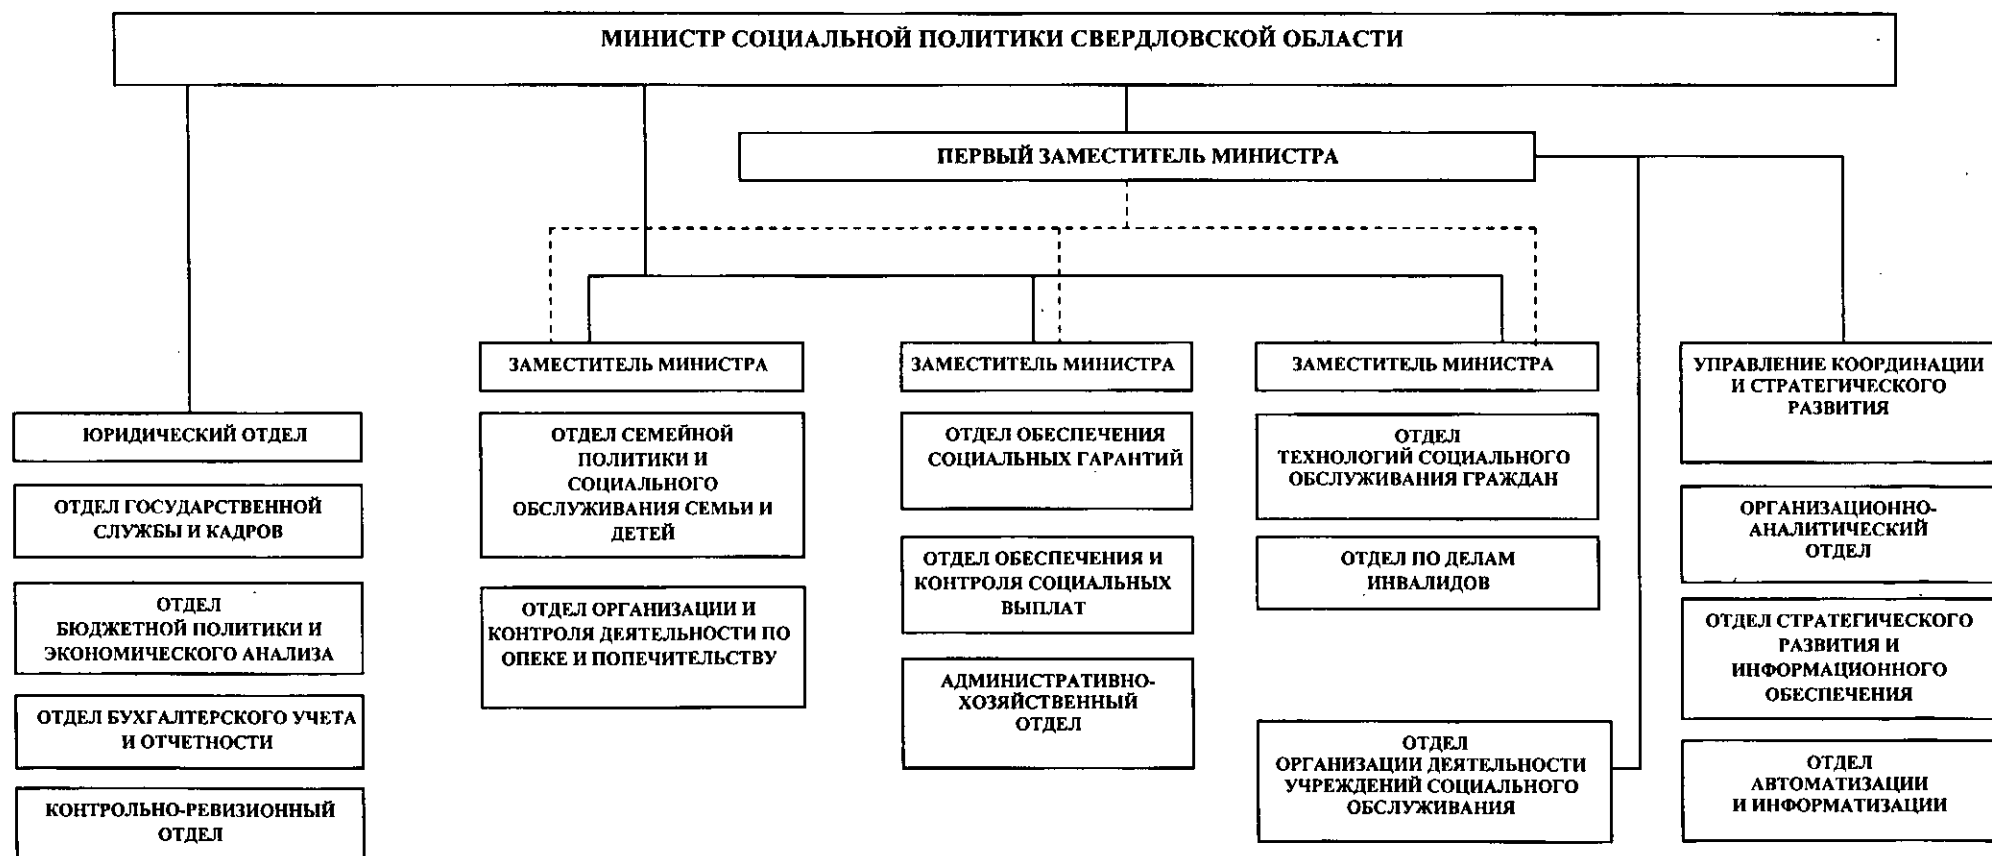 МИНИСТР СОЦИАЛЬНОЙ ПОЛИТИКИ СВЕРДЛОВСКОЙ ОБЛАСТИ
ПЕРВЫЙ ЗАМЕСТИТЕЛЬ МИНИСТРА
ЮРИДИЧЕСКИЙ ОТДЕЛ
ОТДЕЛ ГОСУДАРСТВЕННОЙ
СЛУЖБЫ И КАДРОВ
ОТДЕЛ
БЮДЖЕТНОЙ ПОЛИТИКИ И
ЭКОНОМИЧЕСКОГО АНАЛИЗА
ОТДЕЛ БУХГАЛТЕРСКОГО УЧЕТА
И ОТЧЕТНОСТИ
КОНТРОЛЬНО-РЕВИЗИОННЫЙ
ОТДЕЛ
ЗАМЕСТИТЕЛЬ МИНИСТРА
ОТДЕЛ СЕМЕЙНОЙ
ПОЛИТИКИ И
СОЦИАЛЬНОГО
ОБСЛУЖИВАНИЯ СЕМЬИ И
ДЕТЕЙ
ОТДЕЛ ОРГАНИЗАЦИИ И
КОНТРОЛЯ ДЕЯТЕЛЬНОСТИ ПО
ОПЕКЕ И ПОПЕЧИТЕЛЬСТВУ
ЗАМЕСТИТЕЛЬ МИНИСТРА
ОТДЕЛ ОБЕСПЕЧЕНИЯ
СОЦИАЛЬНЫХ ГАРАНТИЙ
ОТДЕЛ ОБЕСПЕЧЕНИЯ И
КОНТРОЛЯ СОЦИАЛЬНЫХ
ВЫПЛАТ
АДМИНИСТРАТИВНО-
ХОЗЯЙСТВЕННЫЙ
ОТДЕЛ
ЗАМЕСТИТЕЛЬ МИНИСТРА
ОТДЕЛ
ТЕХНОЛОГИЙ СОЦИАЛЬНОГО
ОБСЛУЖИВАНИЯ ГРАЖДАН
ОТДЕЛ ПО ДЕЛАМ
ИНВАЛИДОВ
ОТДЕЛ
ОРГАНИЗАЦИИ ДЕЯТЕЛЬНОСТИ
УЧРЕЖДЕНИЙ СОЦИАЛЬНОГО
ОБСЛУЖИВАНИЯ
УПРАВЛЕНИЕ КООРДИНАЦИИ
И СТРАТЕГИЧЕСКОГО
РАЗВИТИЯ
ОРГАНИЗАЦИОННО-
АНАЛИТИЧЕСКИЙ
ОТДЕЛ
ОТДЕЛ СТРАТЕГИЧЕСКОГО
РАЗВИТИЯ И
ИНФОРМАЦИОННОГО
ОБЕСПЕЧЕНИЯ
ОТДЕЛ
АВТОМАТИЗАЦИИ
И ИНФОРМАТИЗАЦИИ